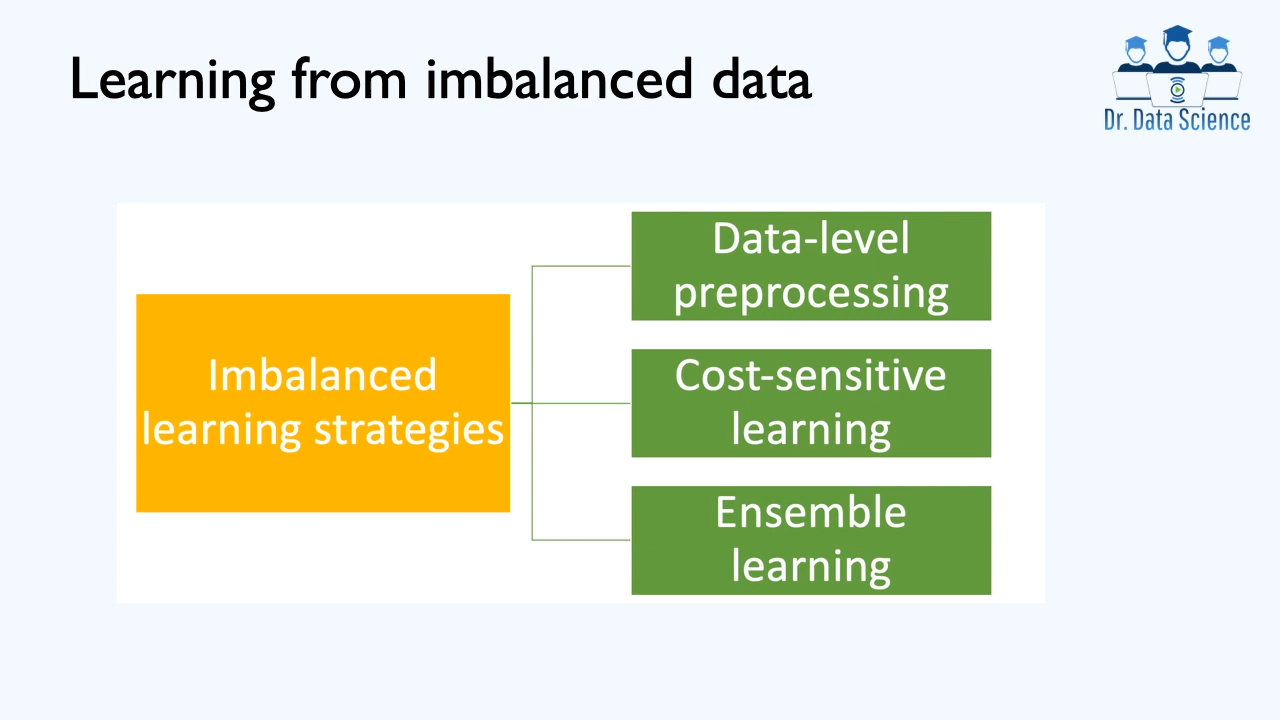 Learning from imbalanced data
Dr. Data Science
Imbalanced
learning strategies
Data-level
preprocessing
Cost-sensitive
learning
Ensemble
learning